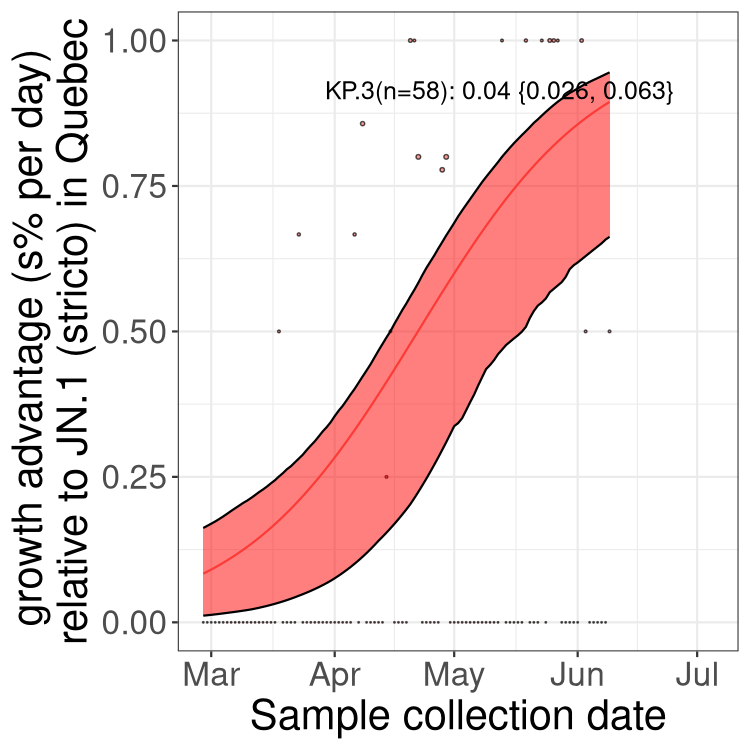 growth advantage (s% per day)
relative to JN.1 (stricto) in Quebec
1.00
0.75
0.50
0.25
0.00
KP.3(n=58): 0.04 {0.026, 0.063}
Mar Apr May Jun Jul
Sample collection date